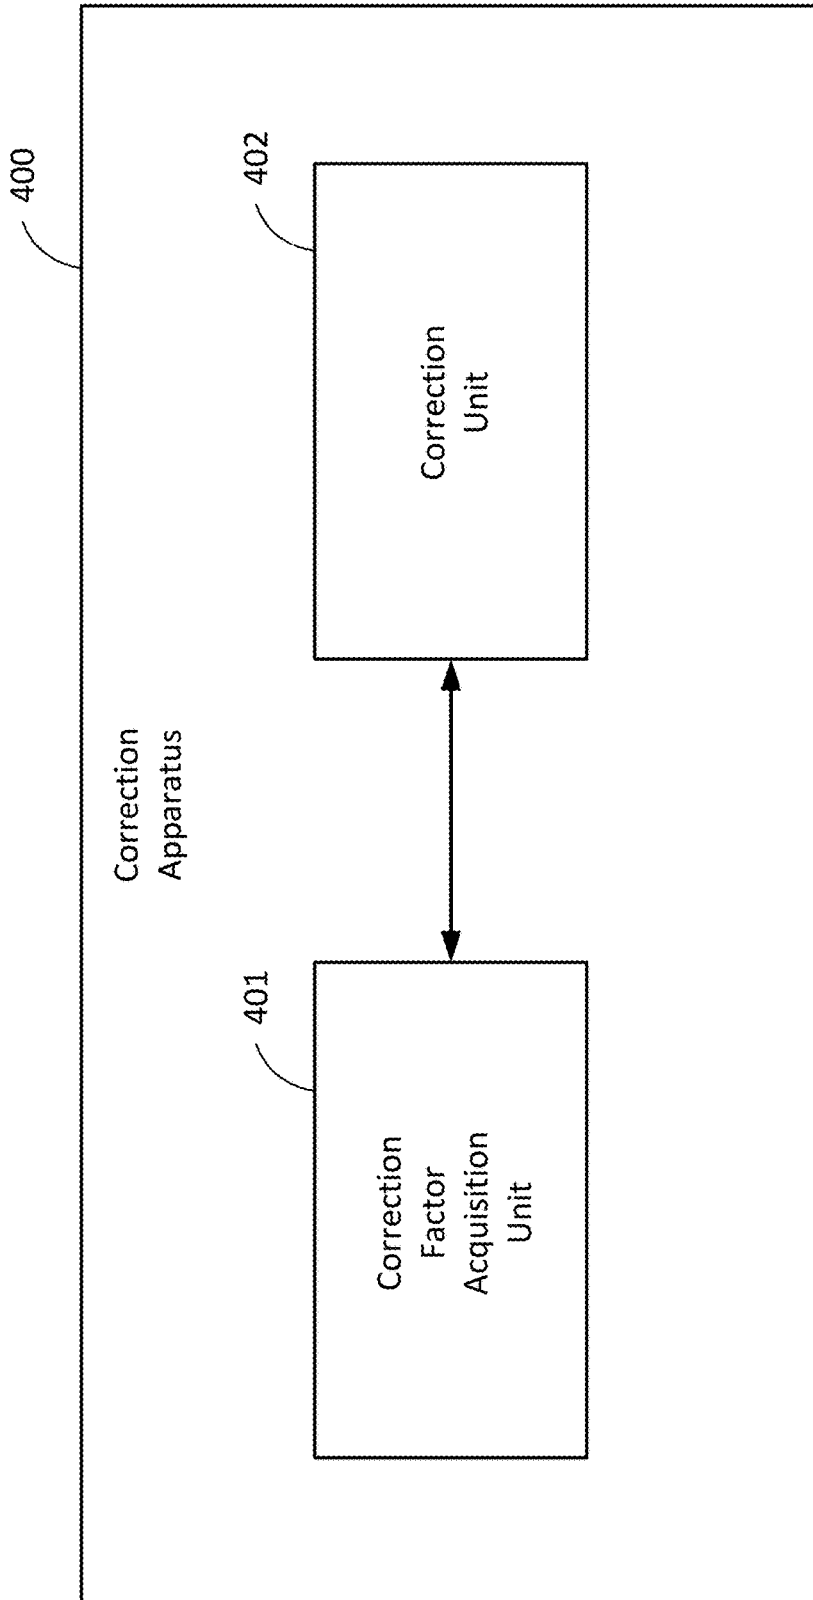 400
Correction
Apparatus
401
Correction
Factor
Acquisition
Unit
402
Correction
Unit